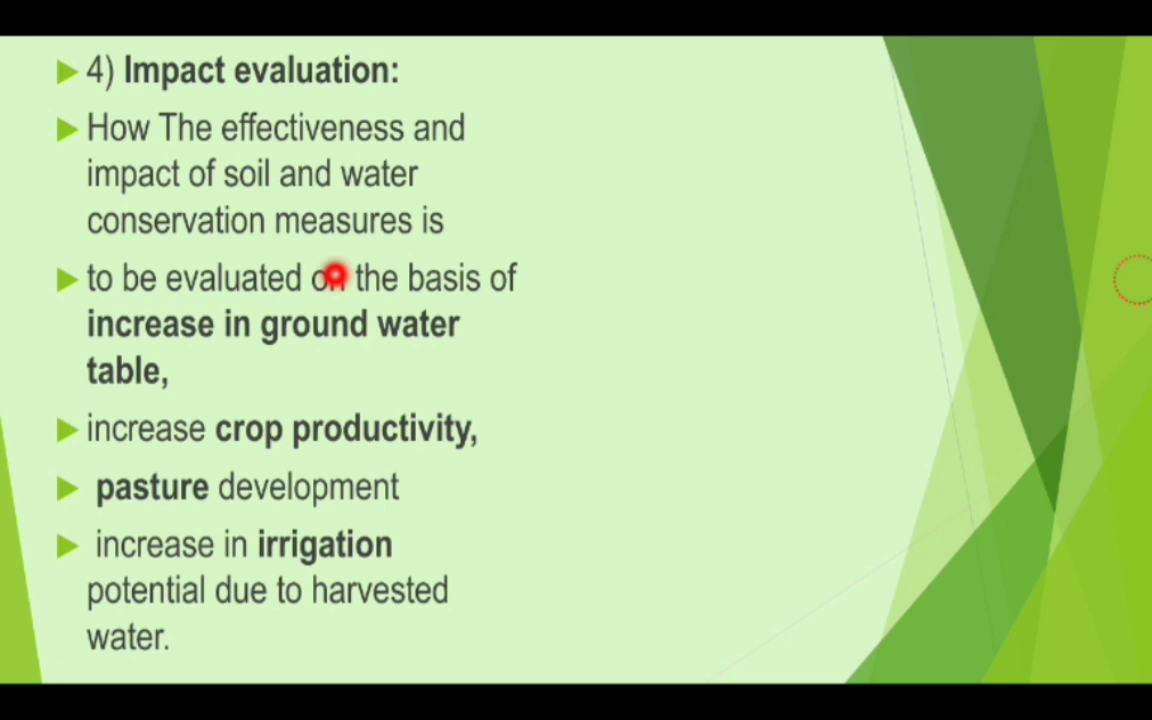 4) Impact evaluation:
How The effectiveness and
impact of soil and water
conservation measures is
to be evaluated on the basis of
increase in ground water
table,
increase crop productivity,
pasture development
increase in irrigation
potential due to harvested
water.